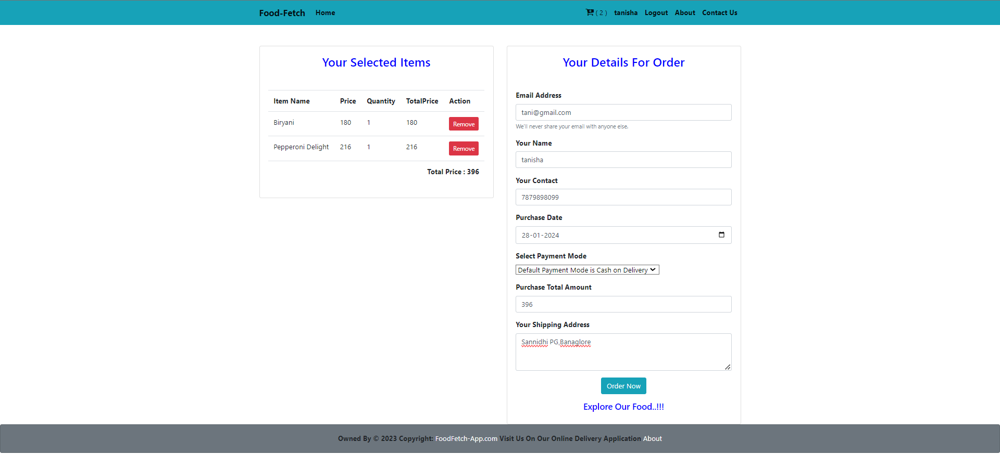 Food-Fetch Home ( 2 ) tanisha Logout About Contact Us
Your Selected Items
Item Name Price Quantity TotalPrice Action
Biryani 180 1 180 Remove
Pepperoni Delight 216 1 216 Remove
Total Price : 396
Your Details For Order
Email Address
tani@gmail.com
We'll never share your email with anyone else.
Your Name
tanisha
Your Contact
7879898099
Purchase Date
28-01-2024
Select Payment Mode
Default Payment Mode is Cash on Delivery
Purchase Total Amount
396
Your Shipping Address
Sannidhi PG,Banaglore
Order Now
Explore Our Food..!!!
Owned By © 2023 Copyright: FoodFetch-App.com Visit Us On Our Online Delivery Application About